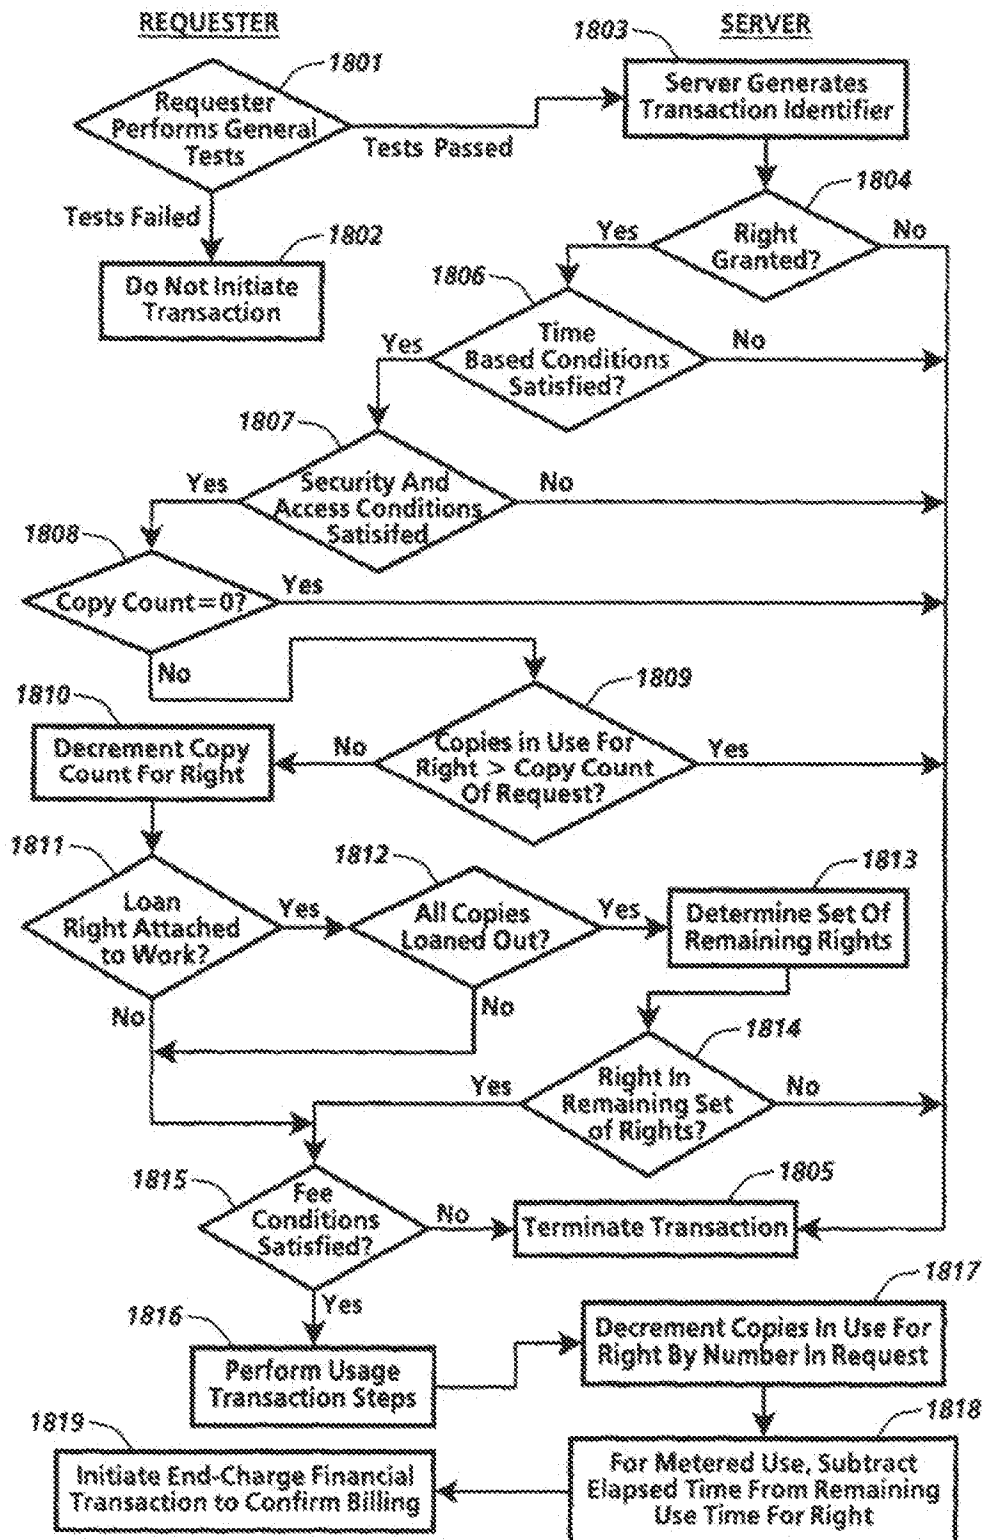 REQUESTER
SERVER
1801
1803
Requester
Performs General
Tests
Tests Passed
Server Generates
Transaction Identifier
Tests Failed
1802
Do Not Initiate
Transaction
1804
Yes
Right
Granted?
No
1806
Yes
Time
Based Conditions
Satisfied?
No
1807
Yes
Security And
Access Conditions
Satisifed
No
1808
Copy Count=0?
Yes
No
1809
1810
Decrement Copy
Count For Right
No
Copies in Use For
Right > Copy Count
Of Request?
Yes
1811
1812
1813
Loan
Right Attached
to Work?
Yes
All Copies
Loaned Out?
Yes
Determine Set Of
Remaining Rights
No
No
1814
Yes
Right In
Remaining Set
of Rights?
No
1815
1805
Fee
Conditions
Satisfied?
No
Terminate Transaction
Yes
1816
1817
Perform Usage
Transaction Steps
Decrement Copies In Use For
Right By Number In Request
1819
1818
Initiate End-Charge Financial
Transaction to Confirm Billing
For Metered Use, Subtract
Elapsed Time From Remaining
Use Time For Right